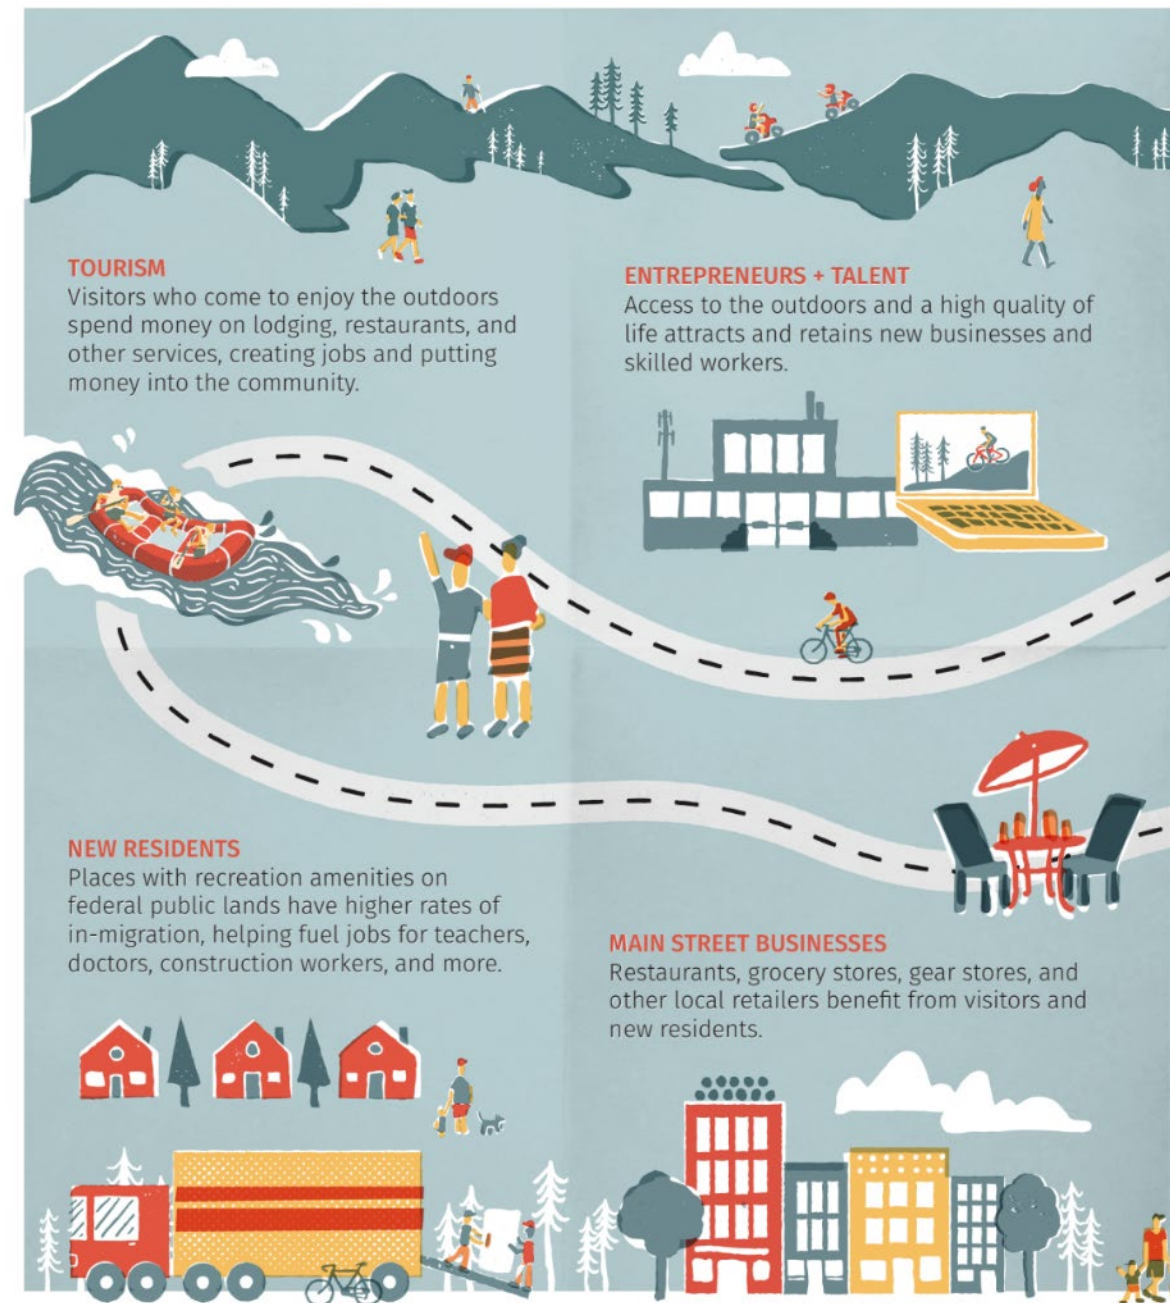 TOURISM
Visitors who come to enjoy the outdoors
spend money on lodging, restaurants, and
other services, creating jobs and putting
money into the community.
ENTREPRENEURS + TALENT
Access to the outdoors and a high quality of
life attracts and retains new businesses and
skilled workers.
NEW RESIDENTS
Places with recreation amenities on
federal public lands have higher rates of
in-migration, helping fuel jobs for teachers,
doctors, construction workers, and more.
MAIN STREET BUSINESSES
Restaurants, grocery stores, gear stores, and
other local retailers benefit from visitors and
new residents.